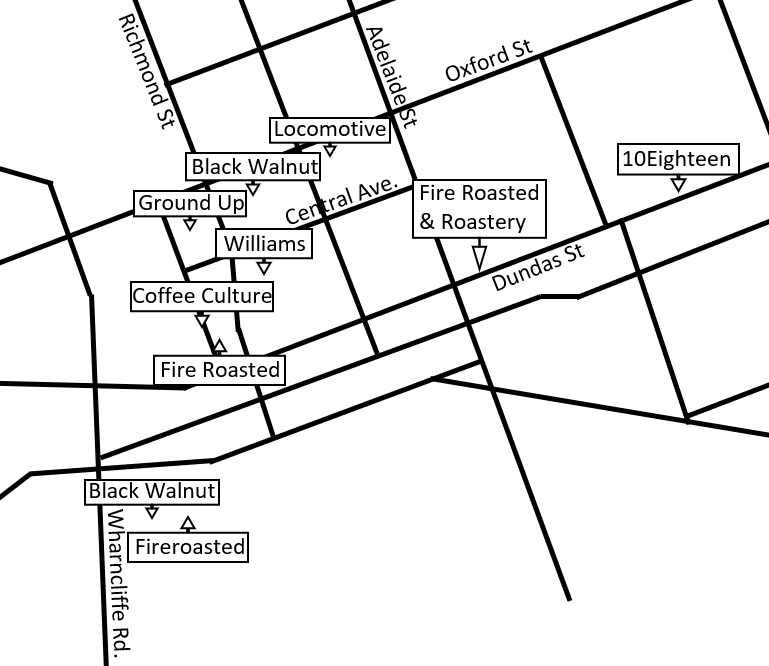 Richmond St
Adelaide St
Oxford St
Locomotive
Black Walnut
10Eighteen
Ground Up
Central Ave.
Fire Roasted
& Roastery
Williams
Dundas St
Coffee Culture
Fire Roasted
Black Walnut
Wharncliffe Rd.
Fireroasted